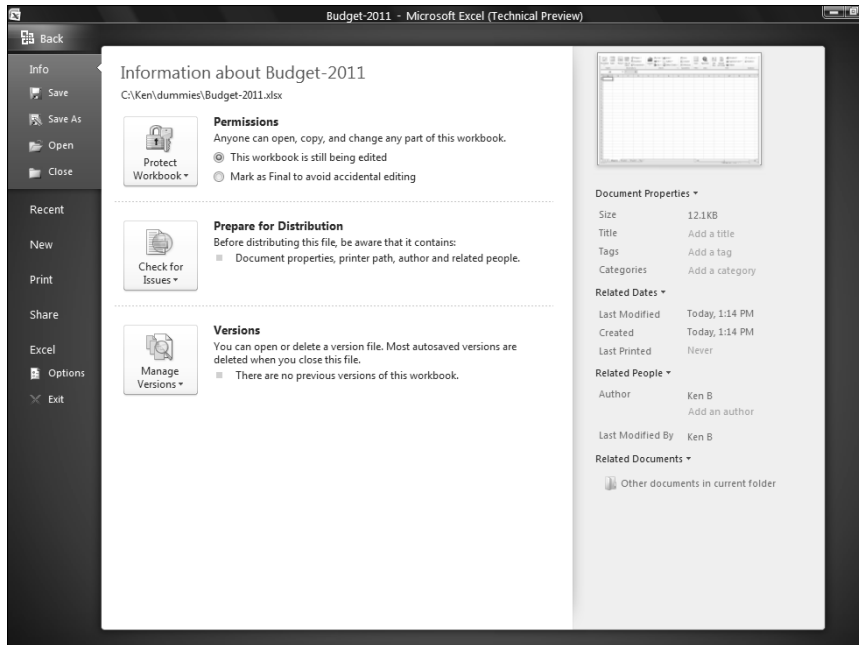 Budget-2011 - Microsoft Excel (Technical Preview)
Back
Info
Save
Save As
Open
Close
Recent
New
Print
Share
Excel
Options
Exit
Information about Budget-2011
C:\Ken\dummies\Budget-2011.xlsx
Protect
Workbook
Permissions
Anyone can open, copy, and change any part of this workbook.
This workbook is still being edited
Mark as Final to avoid accidental editing
Check for
Issues
Prepare for Distribution
Before distributing this file, be aware that it contains:
Document properties, printer path, author and related people.
Manage
Versions
Versions
You can open or delete a version file. Most autosaved versions are
deleted when you close this file.
There are no previous versions of this workbook.
Document Properties
Size 12.1KB
Title Add a title
Tags Add a tag
Categories Add a category
Related Dates
Last Modified Today, 1:14 PM
Created Today, 1:14 PM
Last Printed Never
Related People
Author Ken B
Add an author
Last Modified By Ken B
Related Documents
Other documents in current folder